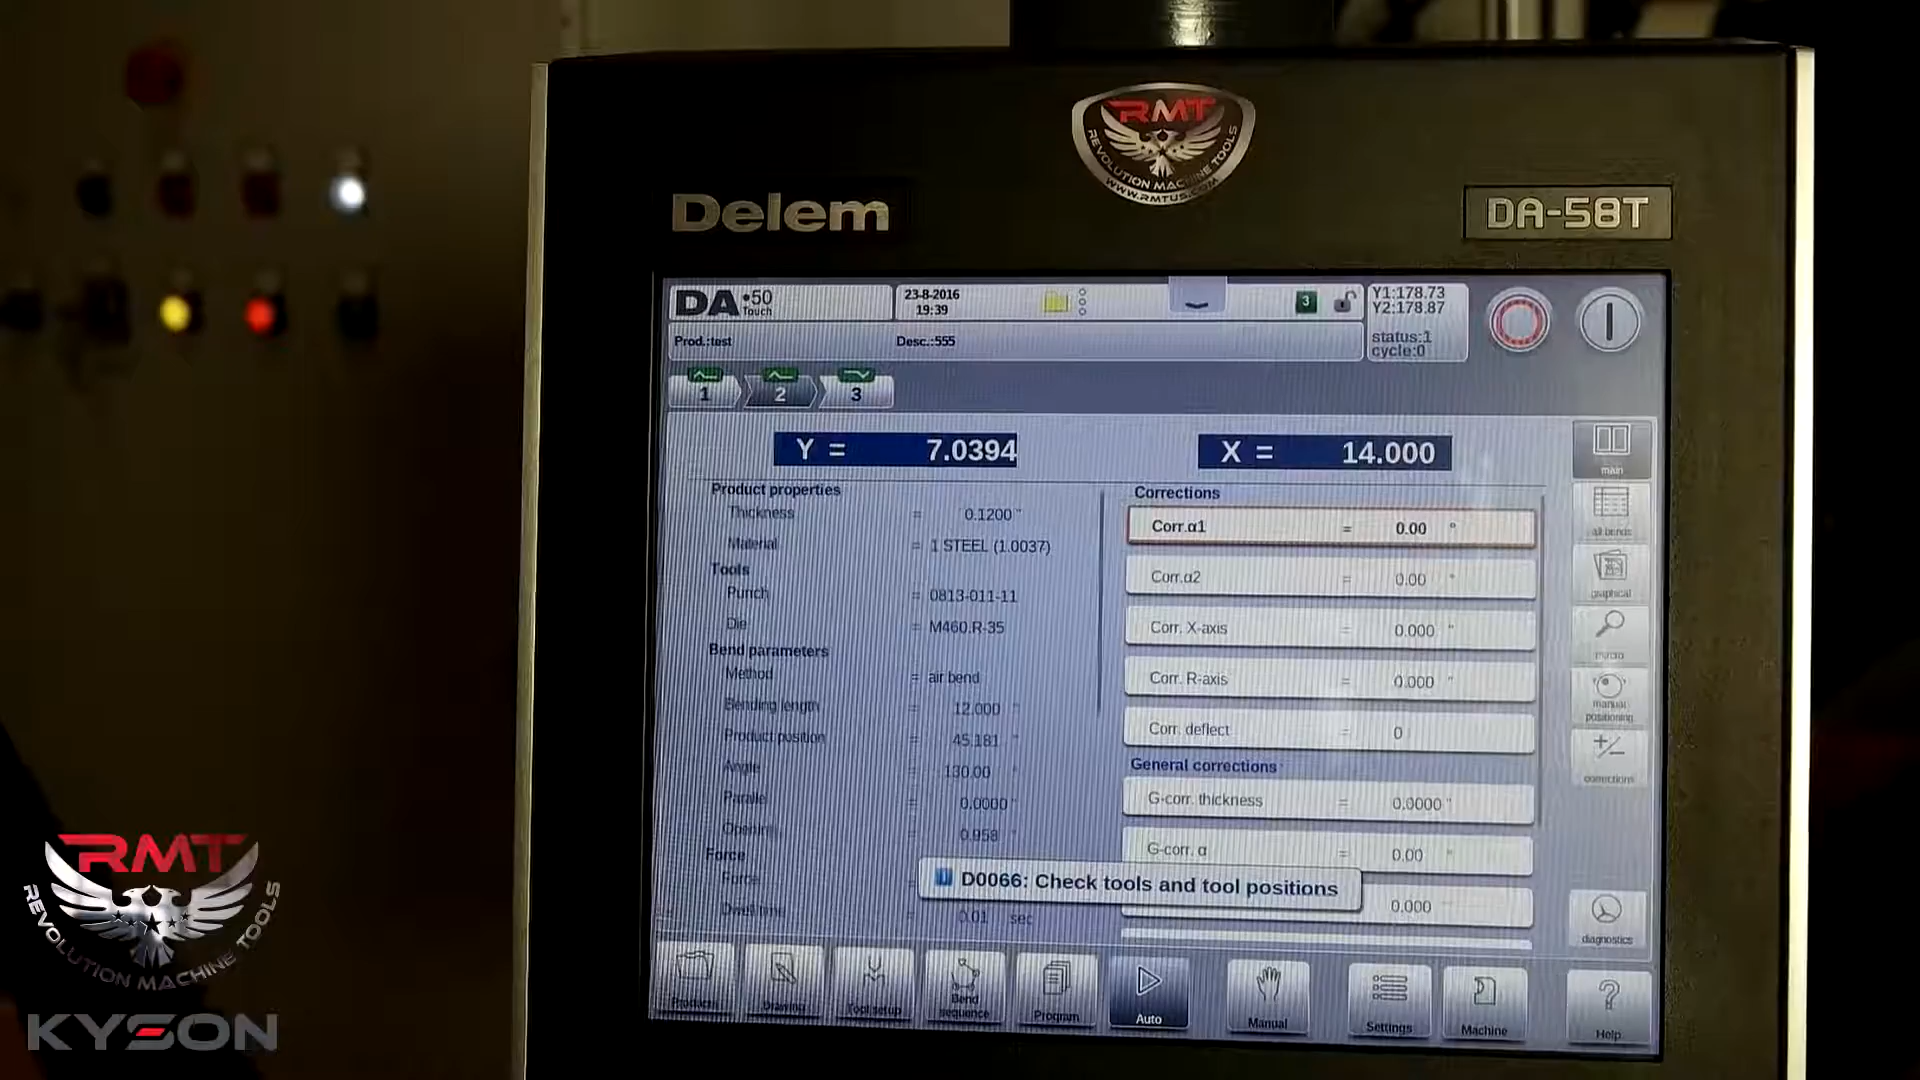 RMT
REVOLUTION MACHINE TOOLS
WWW.RMTUS.COM
Delem
DA-58T
DA •50 Touch
23-8-2016
19:39
3
Y1:178.73
Y2:178.87
status:1
cycle:0
Prod.:test
Desc.:555
1
2
3
Y = 7.0394
X = 14.000
Product properties
Thickness = 0.1200 "
Material = 1 STEEL (1.0037)
Tools
Punch = 0813-011-11
Die = M460.R-35
Bend parameters
Method = air bend
Bending length = 12.000 "
Product position = 45.181 "
Angle = 130.00 °
Parallel = 0.0000 "
Opening = 0.958 "
Force
Force
Dwell time 0.01 sec
Corrections
Corr.α1 = 0.00 °
Corr.α2 = 0.00 °
Corr. X-axis = 0.000 "
Corr. R-axis = 0.000 "
Corr. deflect = 0
General corrections
G-corr. thickness = 0.0000 "
G-corr. α = 0.00 °
0.000
D0066: Check tools and tool positions
main
all bends
graphical
macro
manual positioning
+/-
corrections
diagnostics
Products
Drawing
Tool setup
Bend sequence
Program
Auto
Manual
Settings
Machine
?
Help
RMT
REVOLUTION MACHINE TOOLS
KYSON